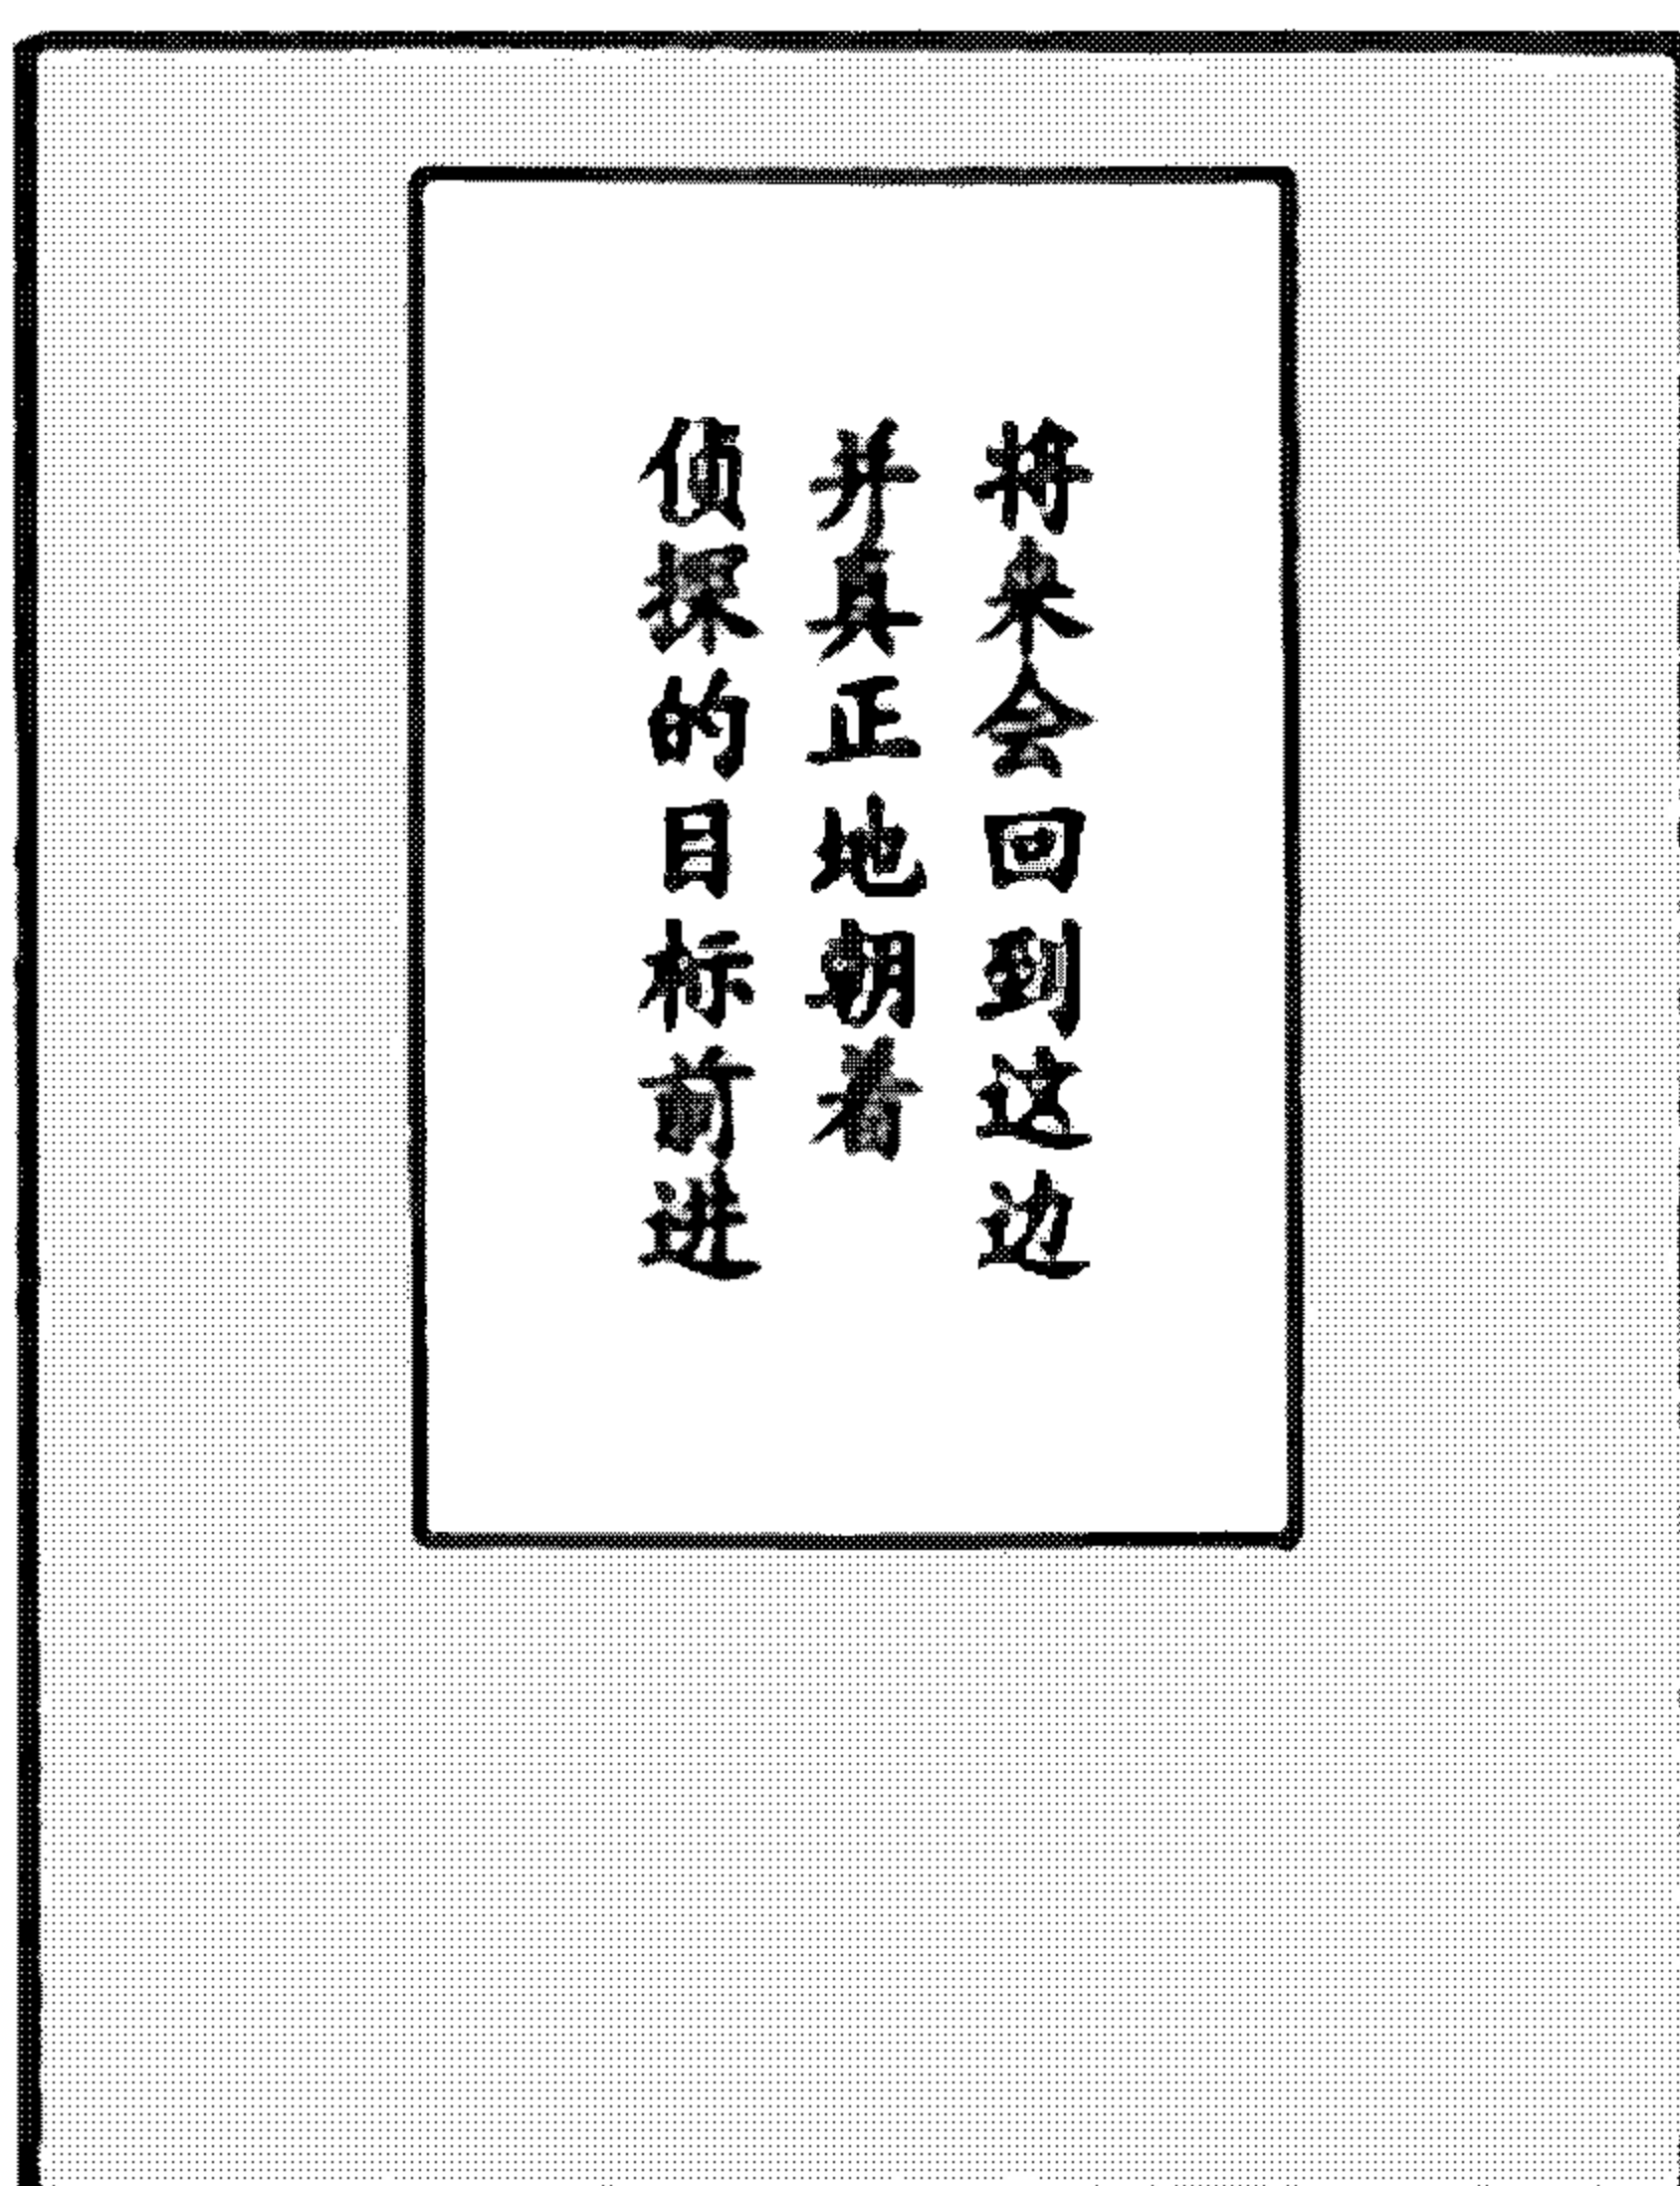 将来会回到这边
并真正地朝着
侦探的目标前进